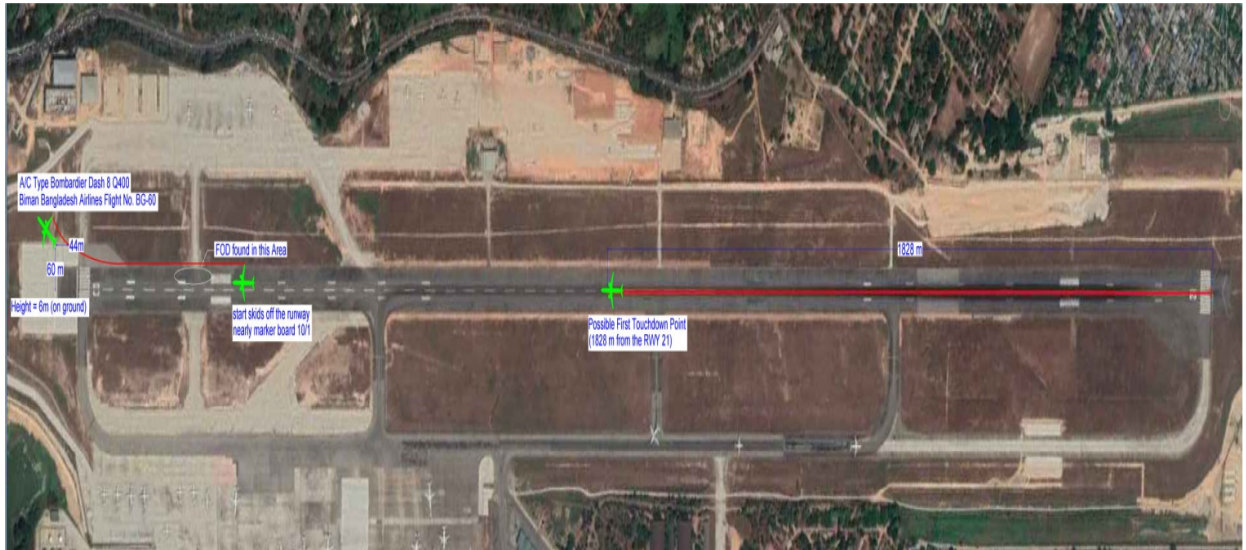 A/C Type Bombardier Dash 8 Q400
Biman Bangladesh Airlines Flight No. BG-60
44m
60 m
Height = 6m (on ground)
FOD found in this Area
start skids off the runway
nearly marker board 10/1
Possible First Touchdown Point
(1828 m from the RWY 21)
1828 m